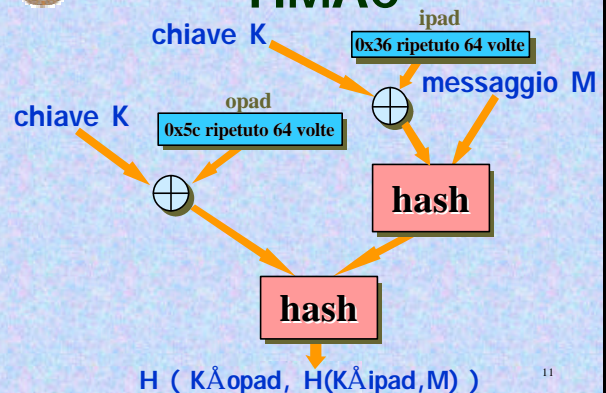 HMAC
chiave K
ipad
0x36 ripetuto 64 volte
messaggio M
opad
chiave K
0x5c ripetuto 64 volte
hash
hash
H ( KÅopad, H(KÅipad,M) )
11